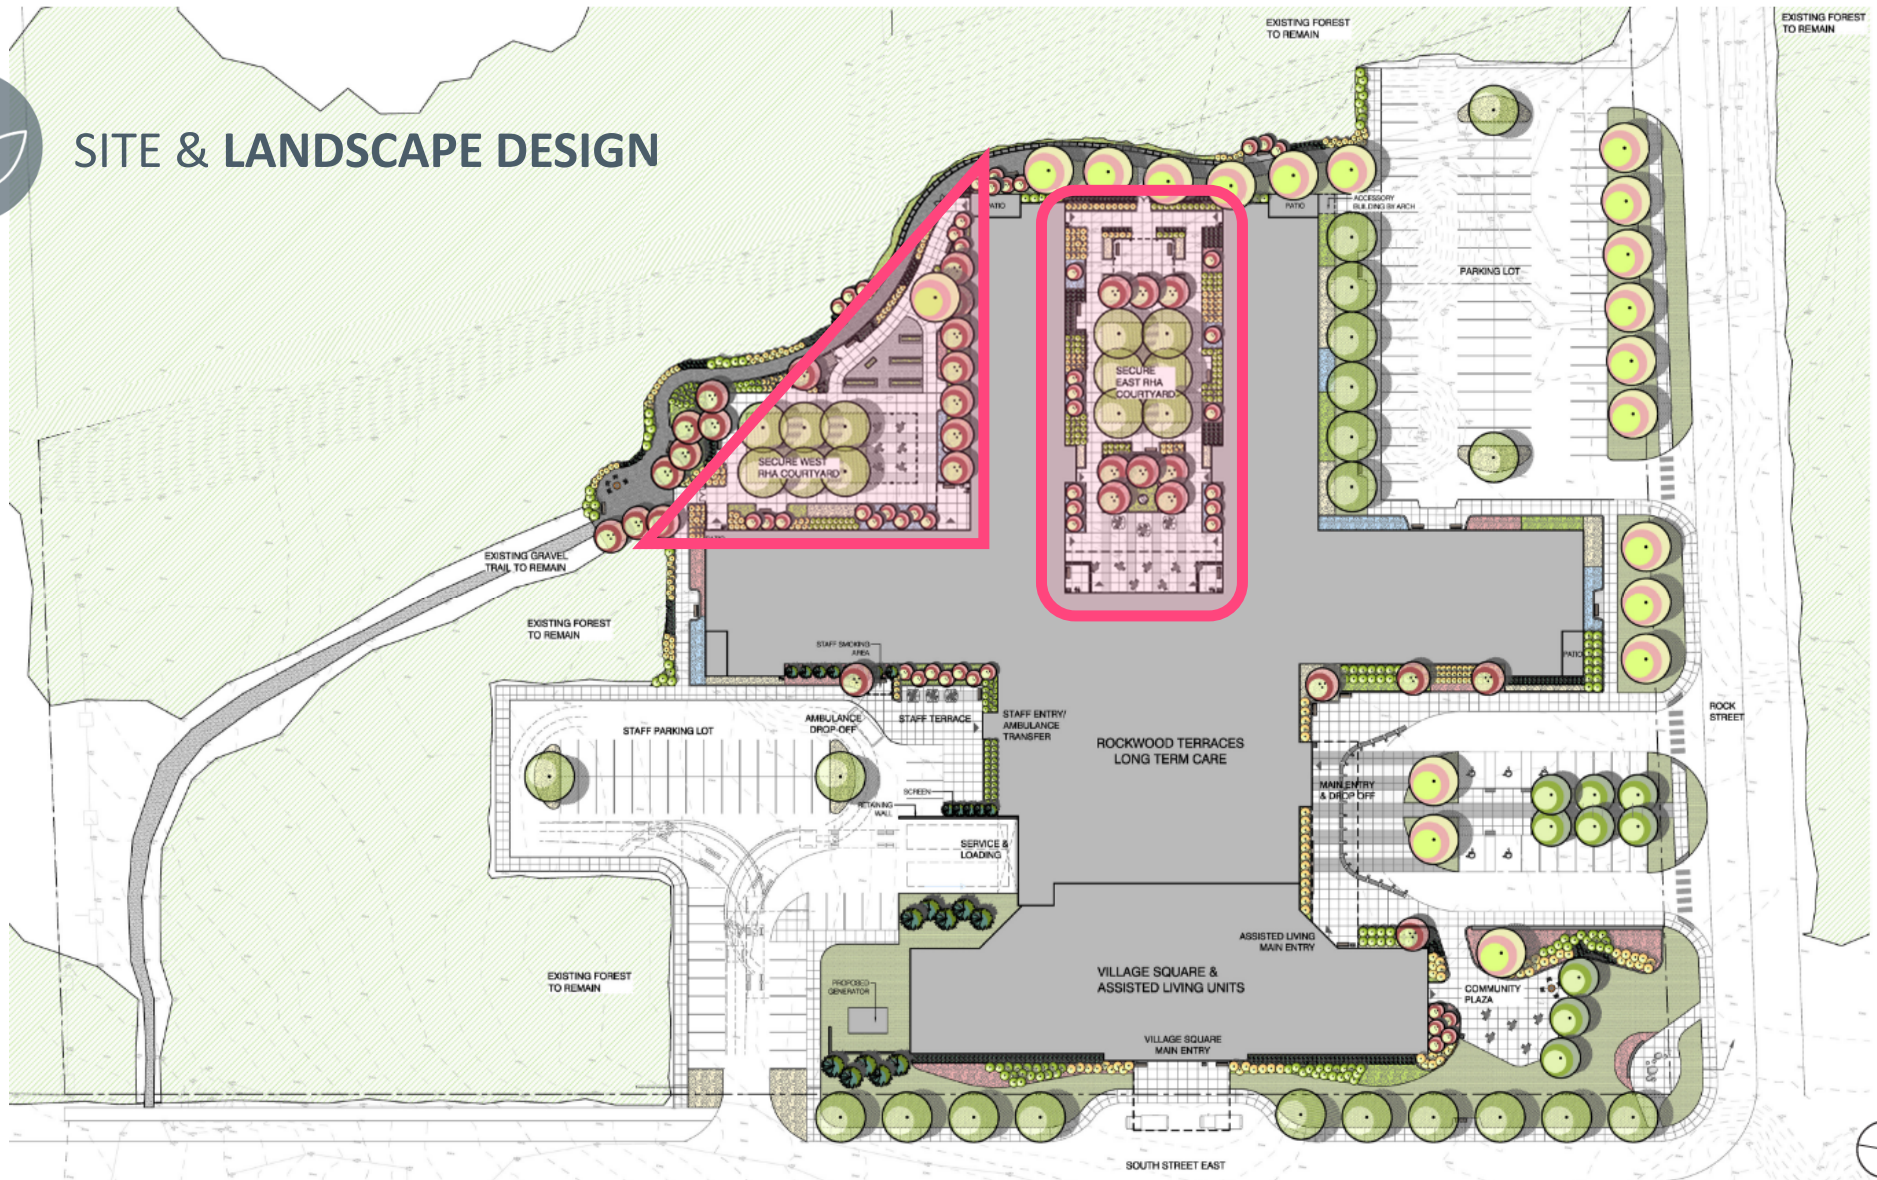 SITE & LANDSCAPE DESIGN
EXISTING FOREST
TO REMAIN
EXISTING FOREST
TO REMAIN
PATIO
PATIO
ACCESSORY
BUILDING BY ARCH
PARKING LOT
SECURE
EAST RHA
COURTYARD
SECURE WEST
RHA COURTYARD
PATIO
EXISTING GRAVEL
TRAIL TO REMAIN
EXISTING FOREST
TO REMAIN
STAFF SMOKING
AREA
PATIO
STAFF PARKING LOT
AMBULANCE
DROP-OFF
STAFF TERRACE
STAFF ENTRY/
AMBULANCE
TRANSFER
ROCK
STREET
ROCKWOOD TERRACES
LONG TERM CARE
MAIN ENTRY
& DROP OFF
SCREEN
RETAINING
WALL
SERVICE &
LOADING
ASSISTED LIVING
MAIN ENTRY
EXISTING FOREST
TO REMAIN
PROPOSED
GENERATOR
VILLAGE SQUARE &
ASSISTED LIVING UNITS
COMMUNITY
PLAZA
VILLAGE SQUARE
MAIN ENTRY
SOUTH STREET EAST